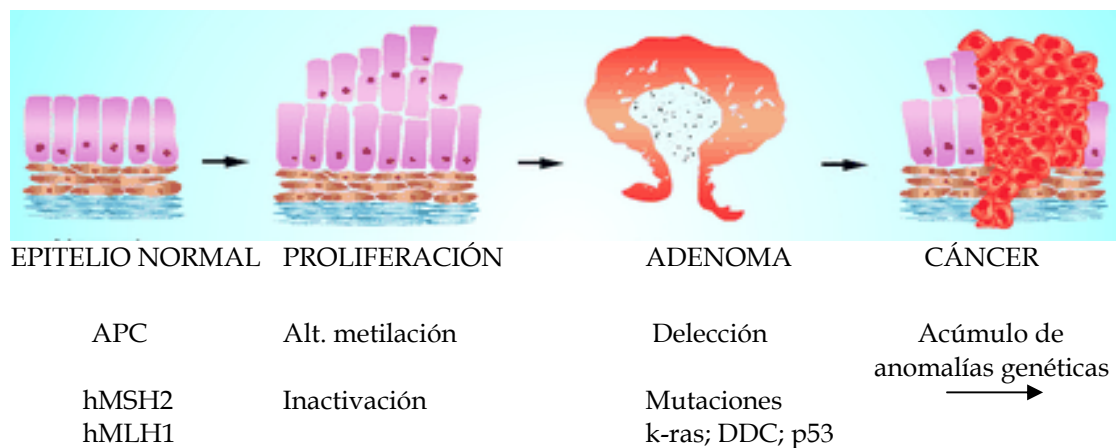 EPITELIO NORMAL PROLIFERACIÓN ADENOMA CÁNCER
APC Alt. metilación Delección Acúmulo de
anomalías genéticas
hMSH2 Inactivación Mutaciones
hMLH1 k-ras; DDC; p53